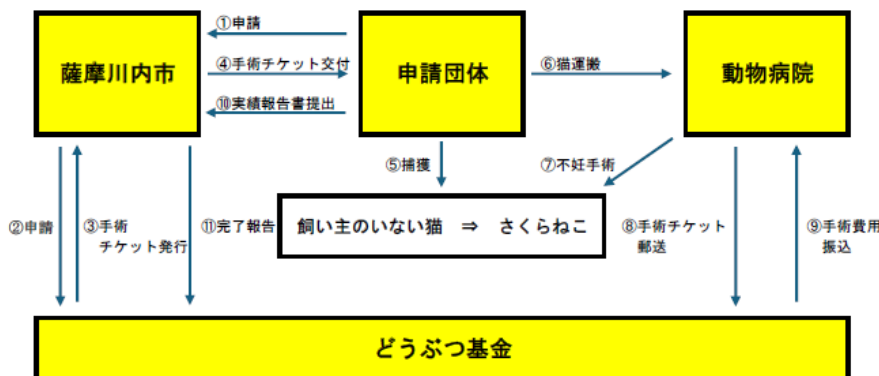 ①申請
④手術チケット交付
⑩実績報告書提出
薩摩川内市
申請団体
⑥猫運搬
動物病院
⑤捕獲
⑦不妊手術
②申請
③手術
チケット発行
⑪完了報告
飼い主のいない猫 ⇒ さくらねこ
⑧手術チケット
郵送
⑨手術費用
振込
どうぶつ基金